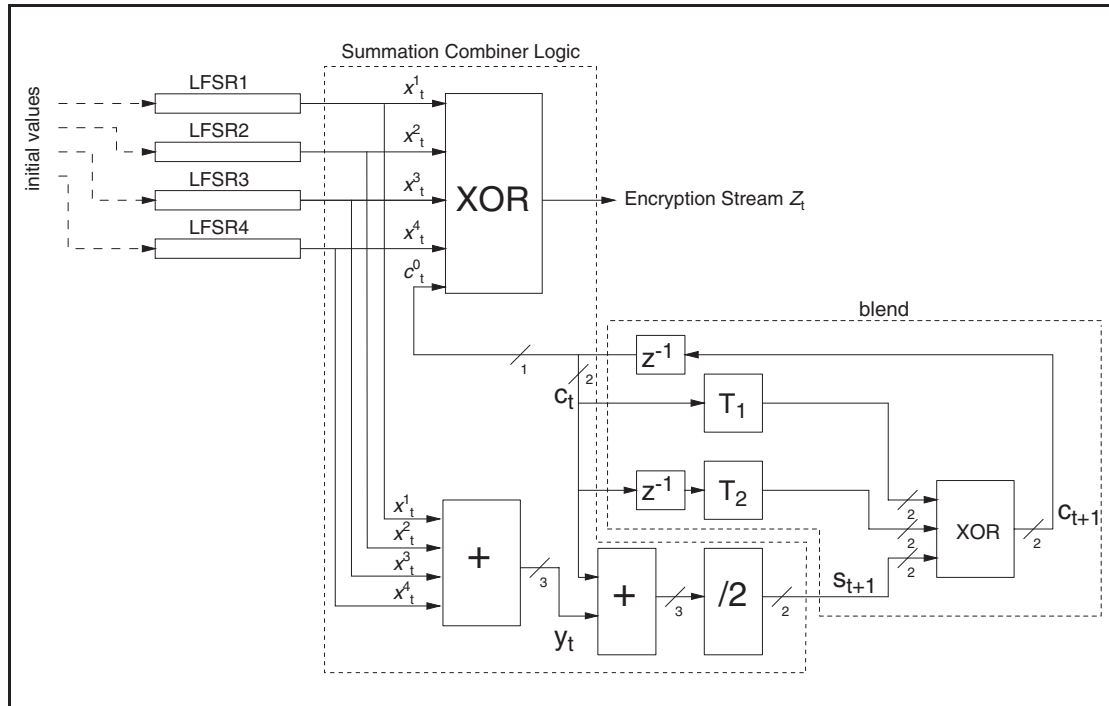 Summation Combiner Logic
initial values
LFSR1
LFSR2
LFSR3
LFSR4
x¹ₜ
x²ₜ
x³ₜ
x⁴ₜ
c⁰ₜ
XOR
Encryption Stream Zₜ
blend
1
2
cₜ
z⁻¹
T₁
z⁻¹
T₂
2
2
2
XOR
2
cₜ₊₁
x¹ₜ
x²ₜ
x³ₜ
x⁴ₜ
+
3
yₜ
+
3
/2
2
sₜ₊₁